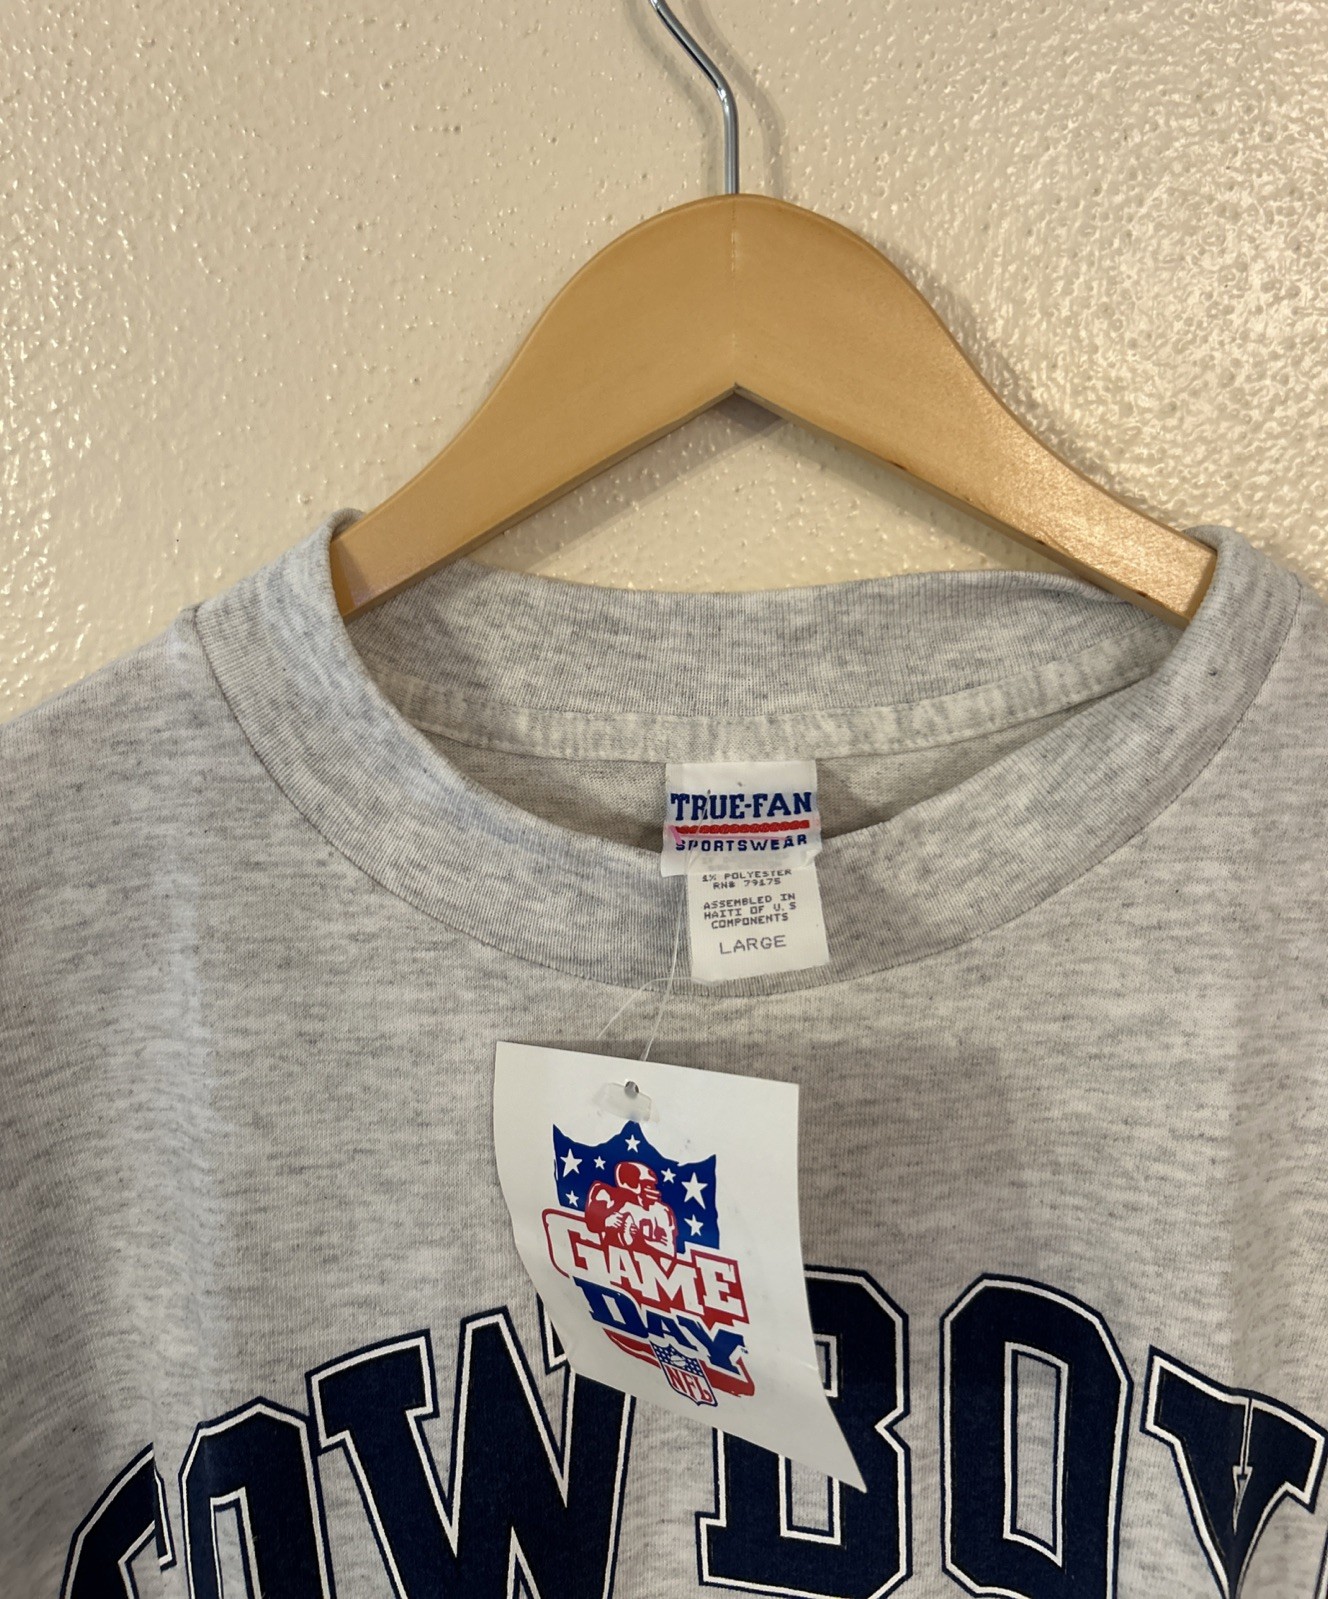 TRUE-FAN
SPORTSWEAR
1% POLYESTER
RN# 79175
ASSEMBLED IN
HAITI OF U.S
COMPONENTS
LARGE
GAME
DAY
NFL
COWBOY